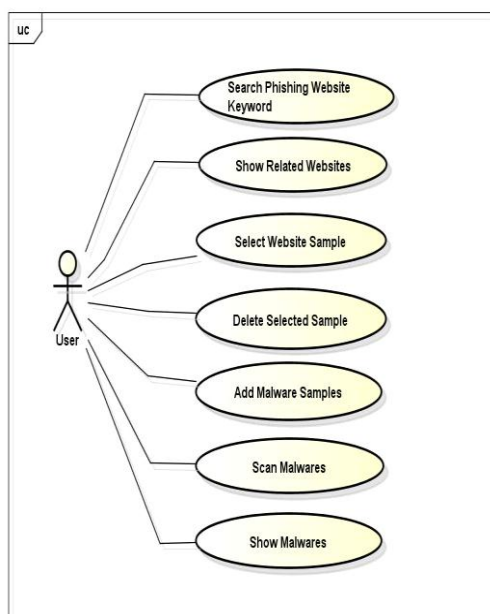 uc
Search Phishing Website
Keyword
Show Related Websites
Select Website Sample
Delete Selected Sample
User
Add Malware Samples
Scan Malwares
Show Malwares